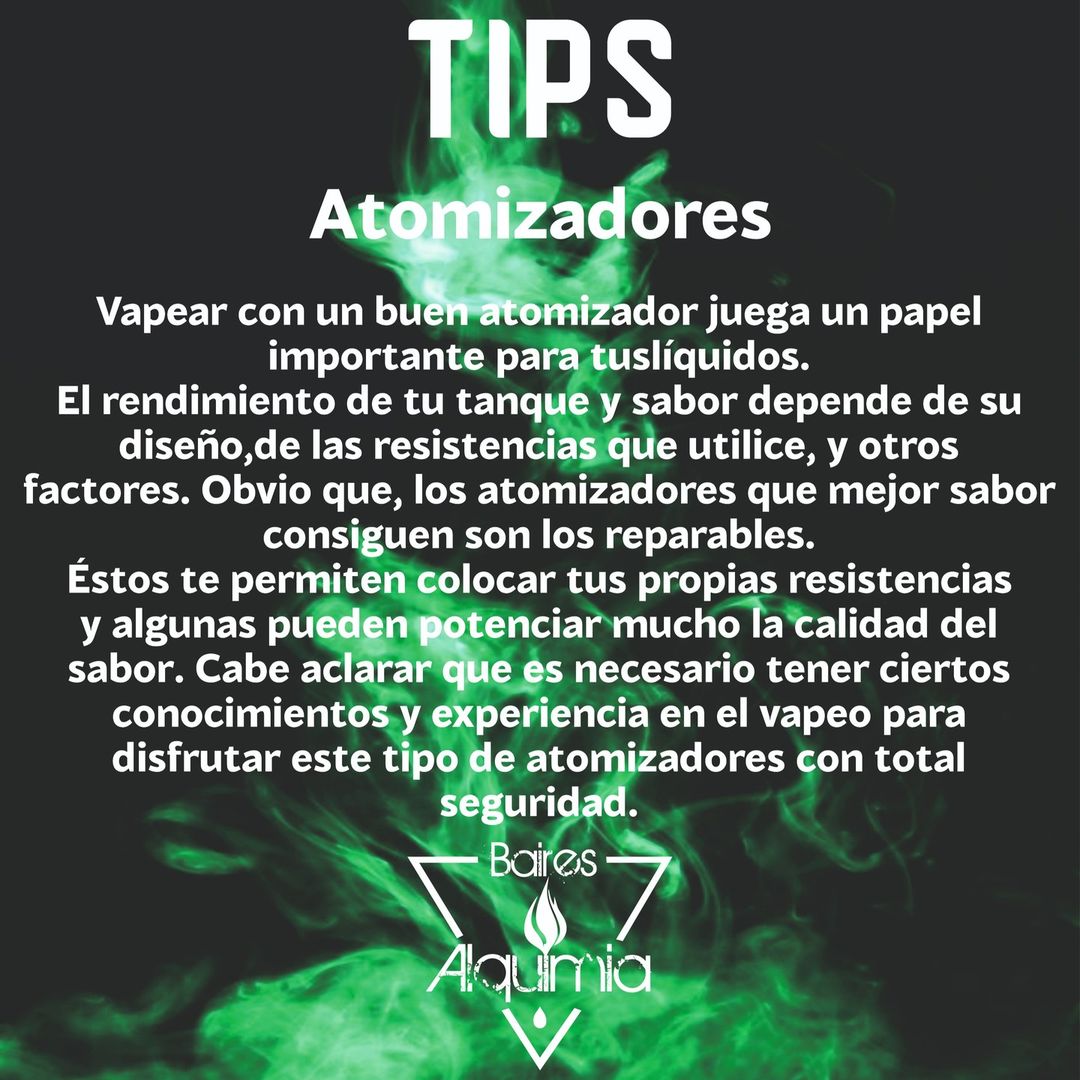 TIPS
Atomizadores
Vapear con un buen atomizador juega un papel
importante para tuslíquidos.
El rendimiento de tu tanque y sabor depende de su
diseño,de las resistencias que utilice, y otros
factores. Obvio que, los atomizadores que mejor sabor
consiguen son los reparables.
Éstos te permiten colocar tus propias resistencias
y algunas pueden potenciar mucho la calidad del
sabor. Cabe aclarar que es necesario tener ciertos
conocimientos y experiencia en el vapeo para
disfrutar este tipo de atomizadores con total
seguridad.
Baires
Alquimia